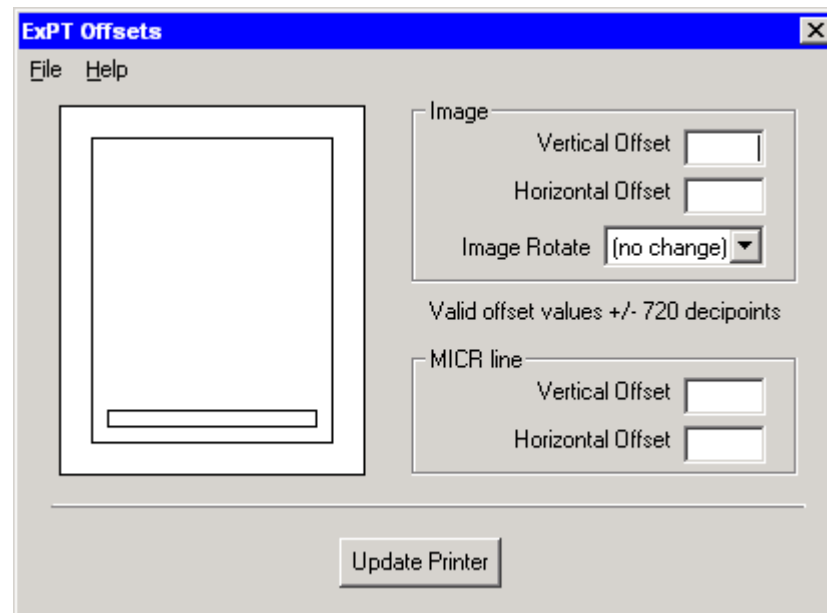 ExPT Offsets
File Help
Image
Vertical Offset
Horizontal Offset
Image Rotate (no change)
Valid offset values +/- 720 decipoints
MICR line
Vertical Offset
Horizontal Offset
Update Printer